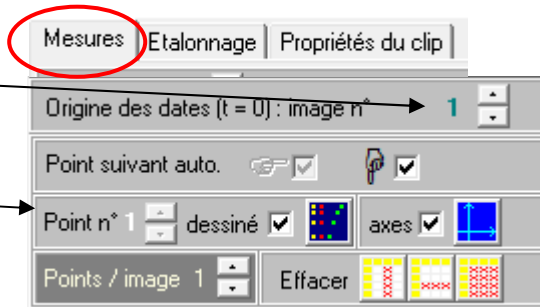 Mesures Etalonnage Propriétés du clip
Origine des dates (t = 0) : image n° 1
Point suivant auto.
Point n° 1 dessiné axes
Points / image 1 Effacer